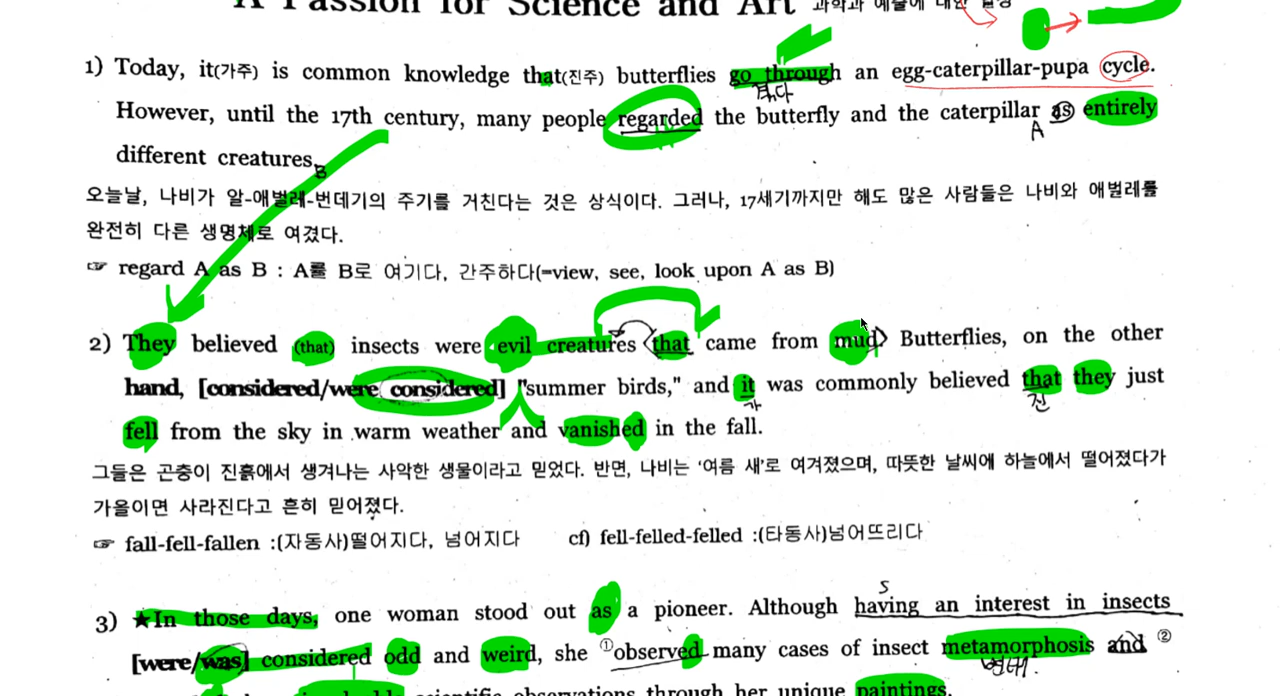 A Passion for Science and Art 과학과 예술에 대한 열정
1) Today, it(가주) is common knowledge that(진주) butterflies go through an egg-caterpillar-pupa cycle.
겪다
However, until the 17th century, many people regarded the butterfly and the caterpillar as entirely
A
different creatures.
B
오늘날, 나비가 알-애벌레-번데기의 주기를 거친다는 것은 상식이다. 그러나, 17세기까지만 해도 많은 사람들은 나비와 애벌레를
완전히 다른 생명체로 여겼다.
☞ regard A as B : A를 B로 여기다, 간주하다(=view, see, look upon A as B)
2) They believed (that) insects were evil creatures that came from mud. Butterflies, on the other
hand, [considered/were considered] "summer birds," and it was commonly believed that they just
가 진
fell from the sky in warm weather and vanished in the fall.
그들은 곤충이 진흙에서 생겨나는 사악한 생물이라고 믿었다. 반면, 나비는 '여름 새'로 여겨졌으며, 따뜻한 날씨에 하늘에서 떨어졌다가
가을이면 사라진다고 흔히 믿어졌다.
☞ fall-fell-fallen :(자동사)떨어지다, 넘어지다 cf) fell-felled-felled :(타동사)넘어뜨리다
S
3) ★In those days, one woman stood out as a pioneer. Although having an interest in insects
[were/was] considered odd and weird, she ①observed many cases of insect metamorphosis and ②
변태
scientific observations through her unique paintings.